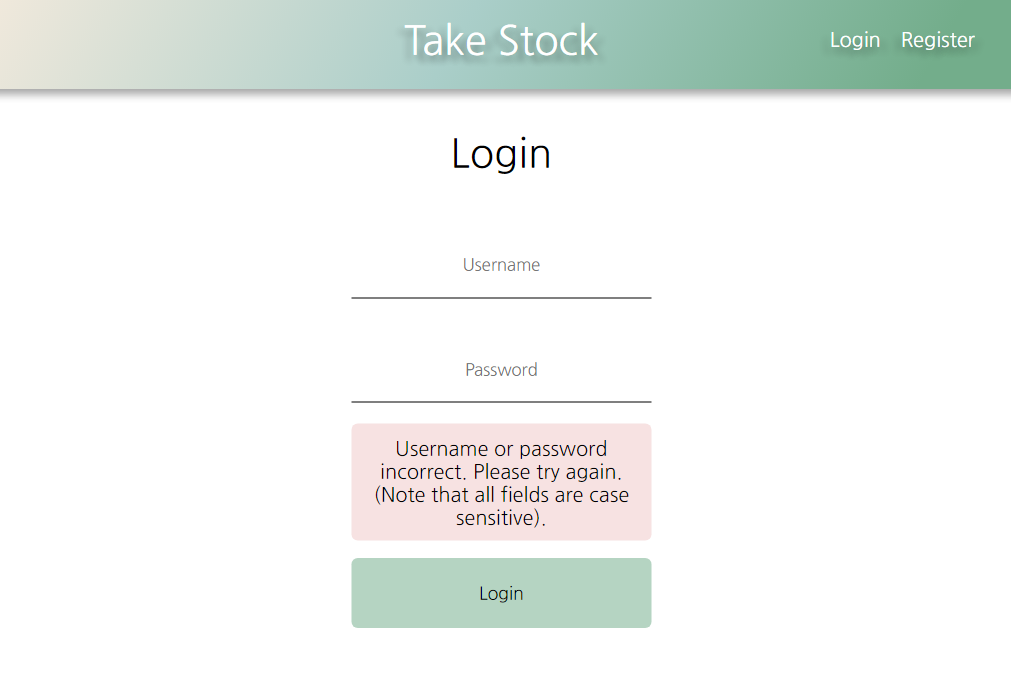 Take Stock
Login Register
Login
Username
Password
Username or password
incorrect. Please try again.
(Note that all fields are case
sensitive).
Login